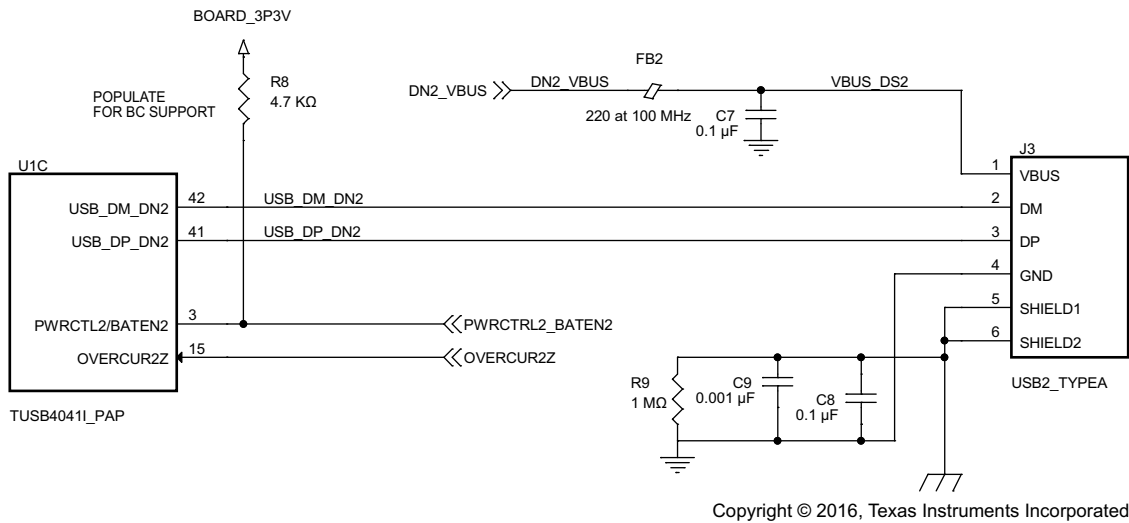 BOARD_3P3V
FB2
R8
4.7 KΩ
POPULATE
FOR BC SUPPORT
DN2_VBUS
DN2_VBUS
VBUS_DS2
220 at 100 MHz
C7
0.1 µF
J3
U1C
1
VBUS
USB_DM_DN2
42
USB_DM_DN2
2
DM
USB_DP_DN2
41
USB_DP_DN2
3
DP
4
GND
5
SHIELD1
PWRCTL2/BATEN2
3
PWRCTRL2_BATEN2
6
SHIELD2
OVERCUR2Z
15
OVERCUR2Z
R9
1 MΩ
C9
0.001 µF
C8
0.1 µF
USB2_TYPEA
TUSB4041I_PAP
Copyright © 2016, Texas Instruments Incorporated